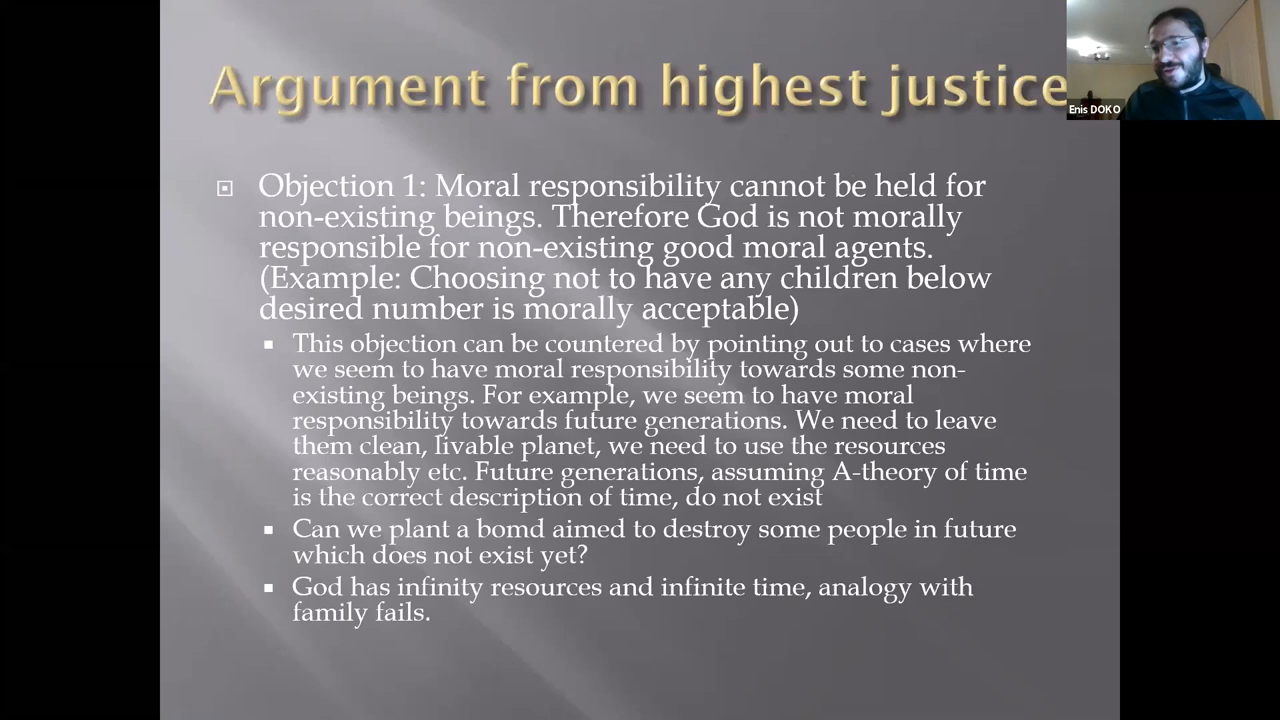 Argument from highest justice
Enis DOKO
Objection 1: Moral responsibility cannot be held for
non-existing beings. Therefore God is not morally
responsible for non-existing good moral agents.
(Example: Choosing not to have any children below
desired number is morally acceptable)
This objection can be countered by pointing out to cases where
we seem to have moral responsibility towards some non-
existing beings. For example, we seem to have moral
responsibility towards future generations. We need to leave
them clean, livable planet, we need to use the resources
reasonably etc. Future generations, assuming A-theory of time
is the correct description of time, do not exist
Can we plant a bomd aimed to destroy some people in future
which does not exist yet?
God has infinity resources and infinite time, analogy with
family fails.